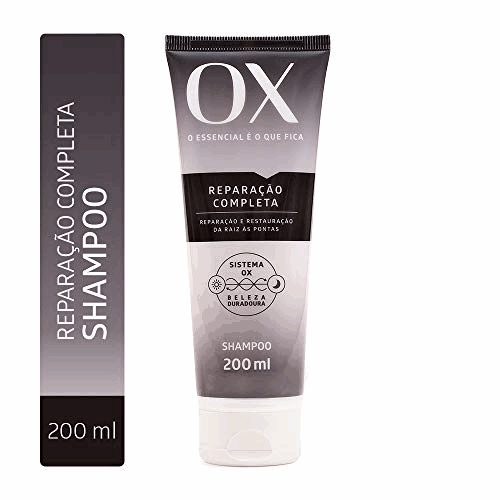 REPARAÇÃO COMPLETA
SHAMPOO
200 ml
OX
O ESSENCIAL É O QUE FICA
REPARAÇÃO
COMPLETA
REPARAÇÃO E RESTAURAÇÃO
DA RAIZ ÀS PONTAS
SISTEMA
OX
BELEZA
DURADOURA
SHAMPOO
200 ml